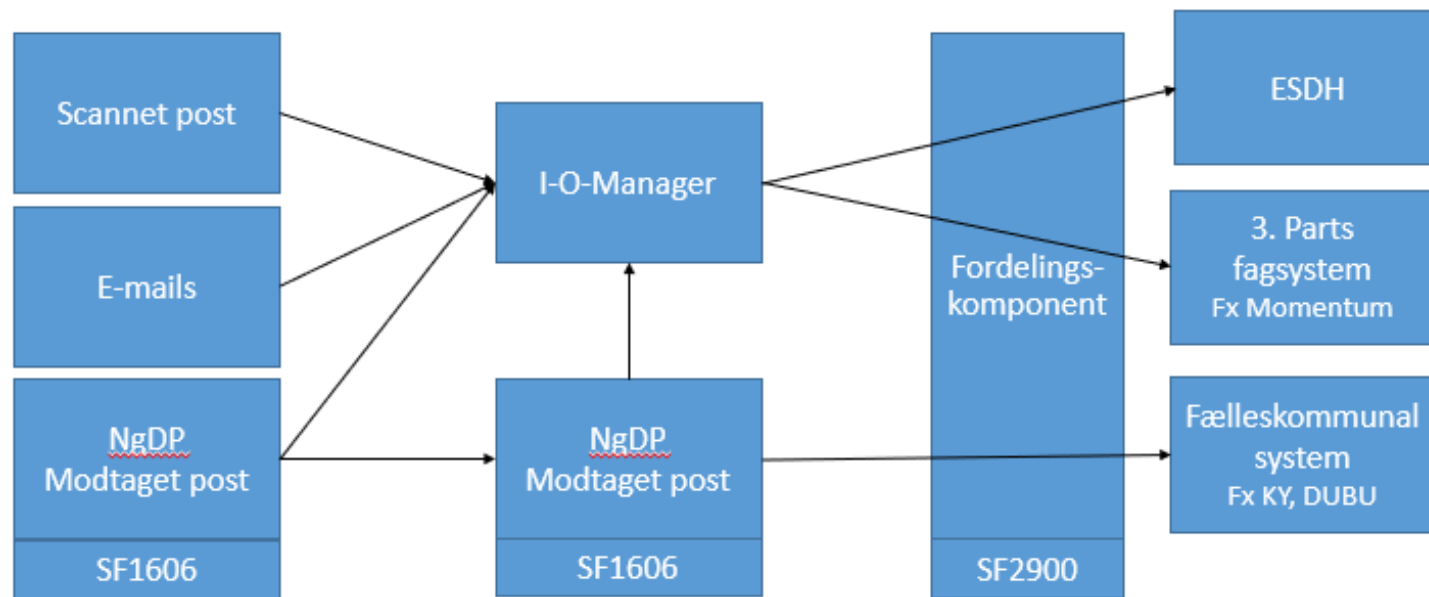 Scannet post
E-mails
NgDP
Modtaget post
SF1606
I-O-Manager
NgDP
Modtaget post
SF1606
Fordelings-
komponent
SF2900
ESDH
3. Parts
fagsystem
Fx Momentum
Fælleskommunal
system
Fx KY, DUBU